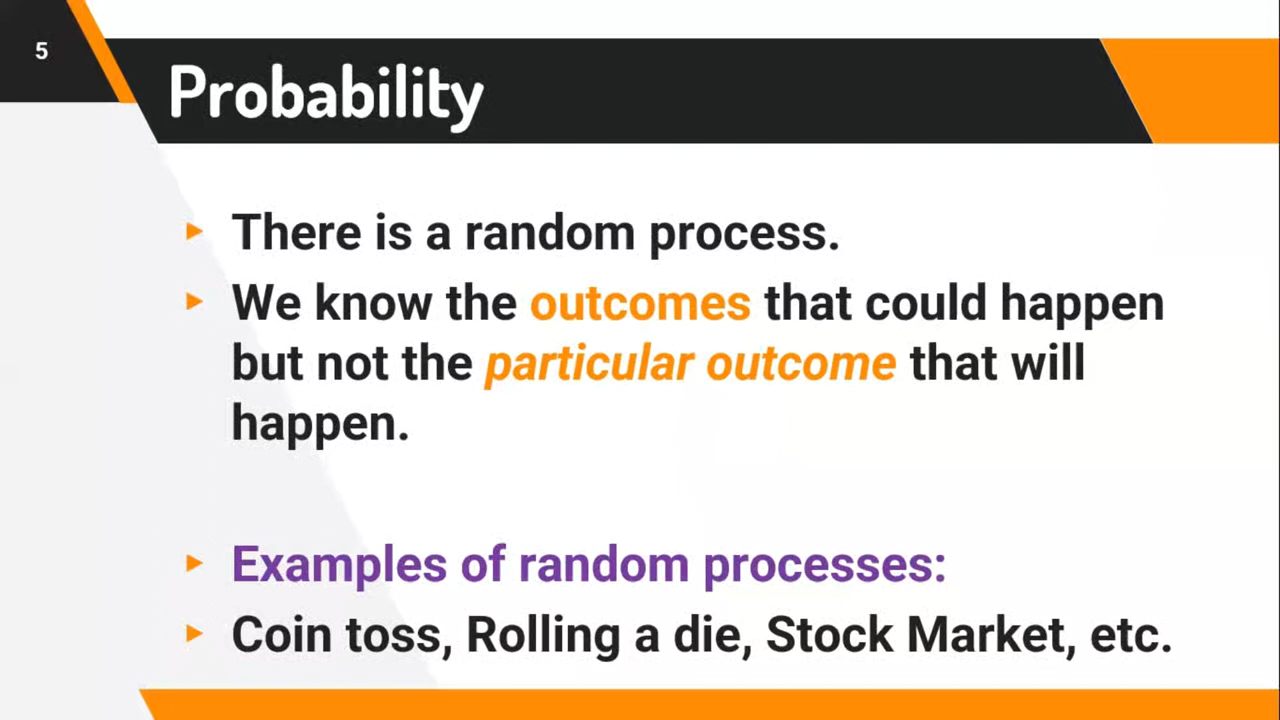 5
Probability
There is a random process.
We know the outcomes that could happen
but not the particular outcome that will
happen.
Examples of random processes:
Coin toss, Rolling a die, Stock Market, etc.